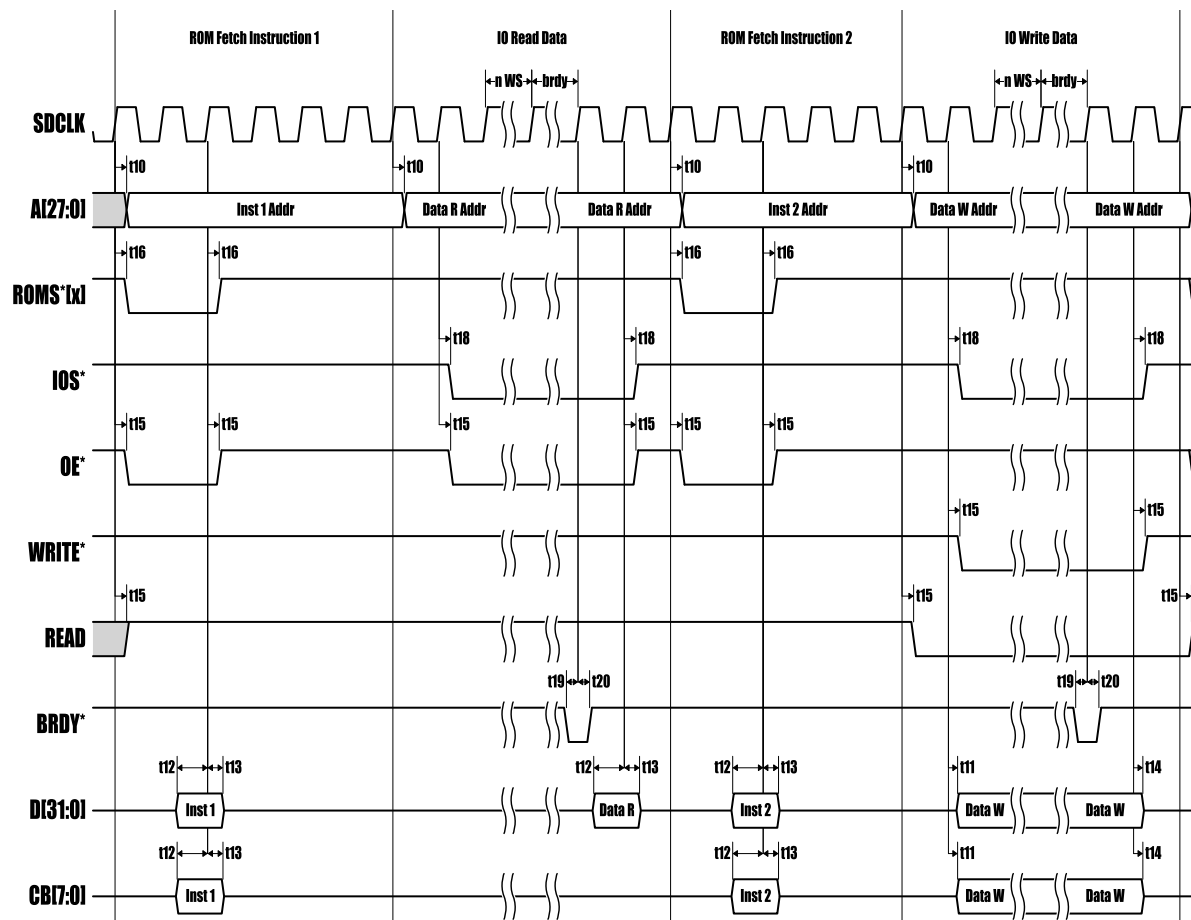 ROM Fetch Instruction 1 IO Read Data ROM Fetch Instruction 2 IO Write Data
n WS brdy n WS brdy
SDCLK
t10 t10 t10 t10
A[27:0] Inst 1 Addr Data R Addr Data R Addr Inst 2 Addr Data W Addr Data W Addr
t16 t16 t16 t16
ROMS*[x]
t18 t18 t18 t18
IOS*
t15 t15 t15 t15 t15 t15
OE*
t15 t15
WRITE*
t15 t15 t15
READ
t19 t20 t19 t20
BRDY*
t12 t13 t12 t13 t12 t13 t11 t14
D[31:0] Inst 1 Data R Inst 2 Data W Data W
t12 t13 t12 t13 t11 t14
CB[7:0] Inst 1 Inst 2 Data W Data W